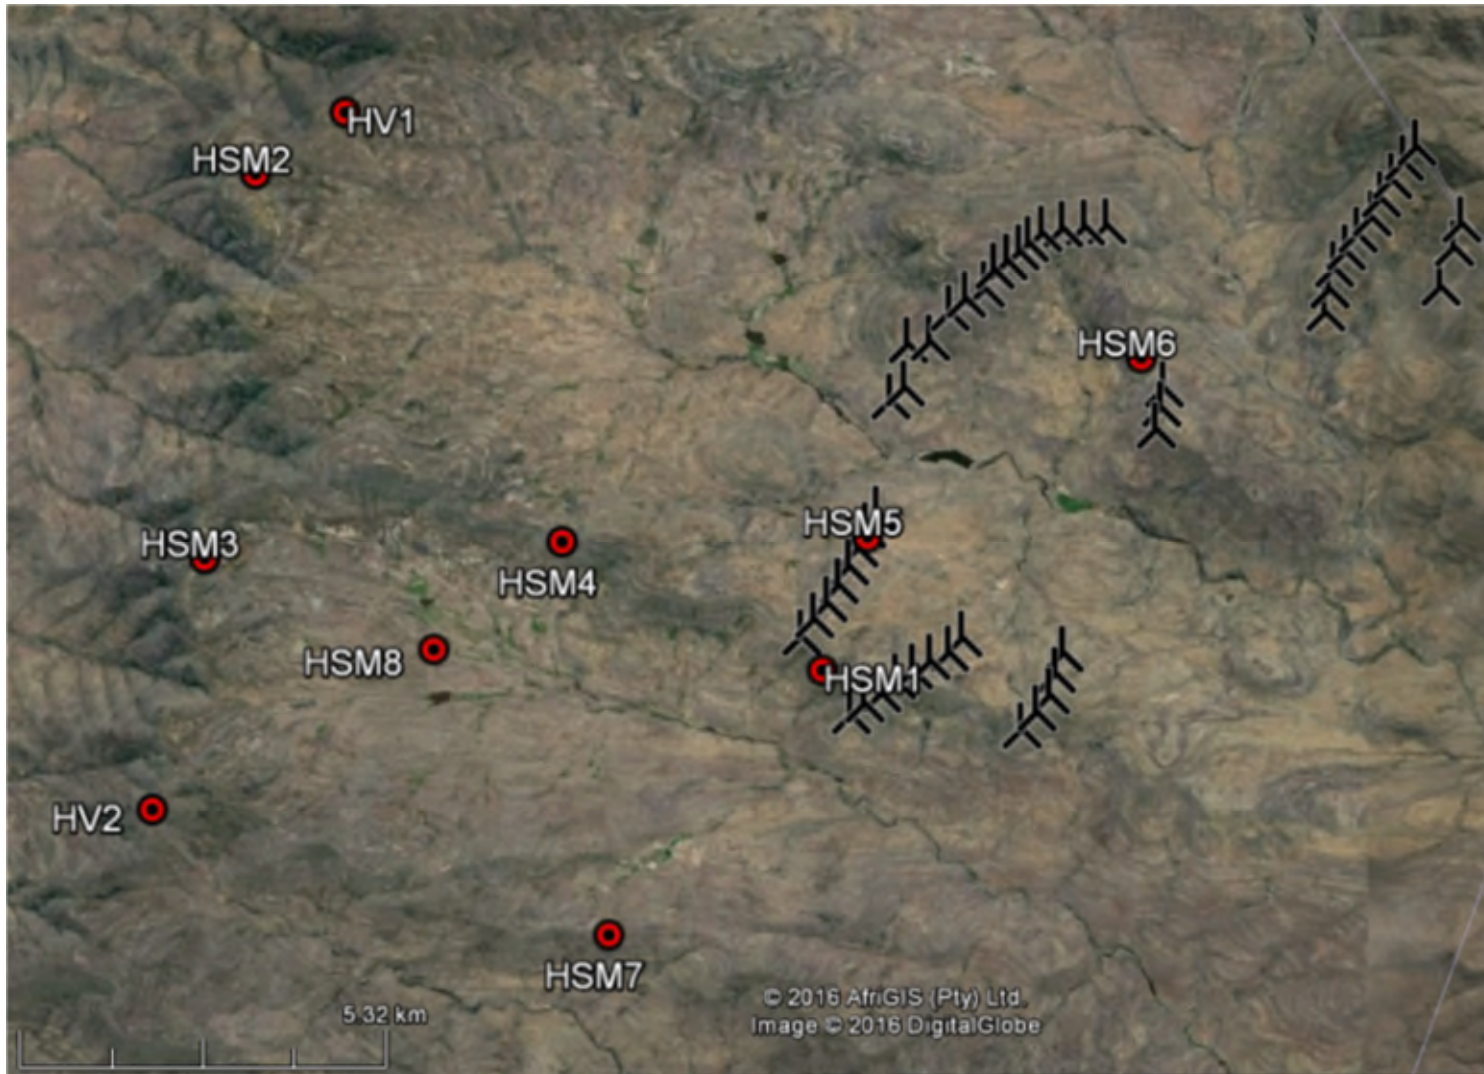 HV1
HSM2
HSM6
HSM5
HSM3
HSM4
HSM8
HSM1
HV2
HSM7
© 2016 AfriGIS (Pty) Ltd.
Image © 2016 DigitalGlobe
5.32 km